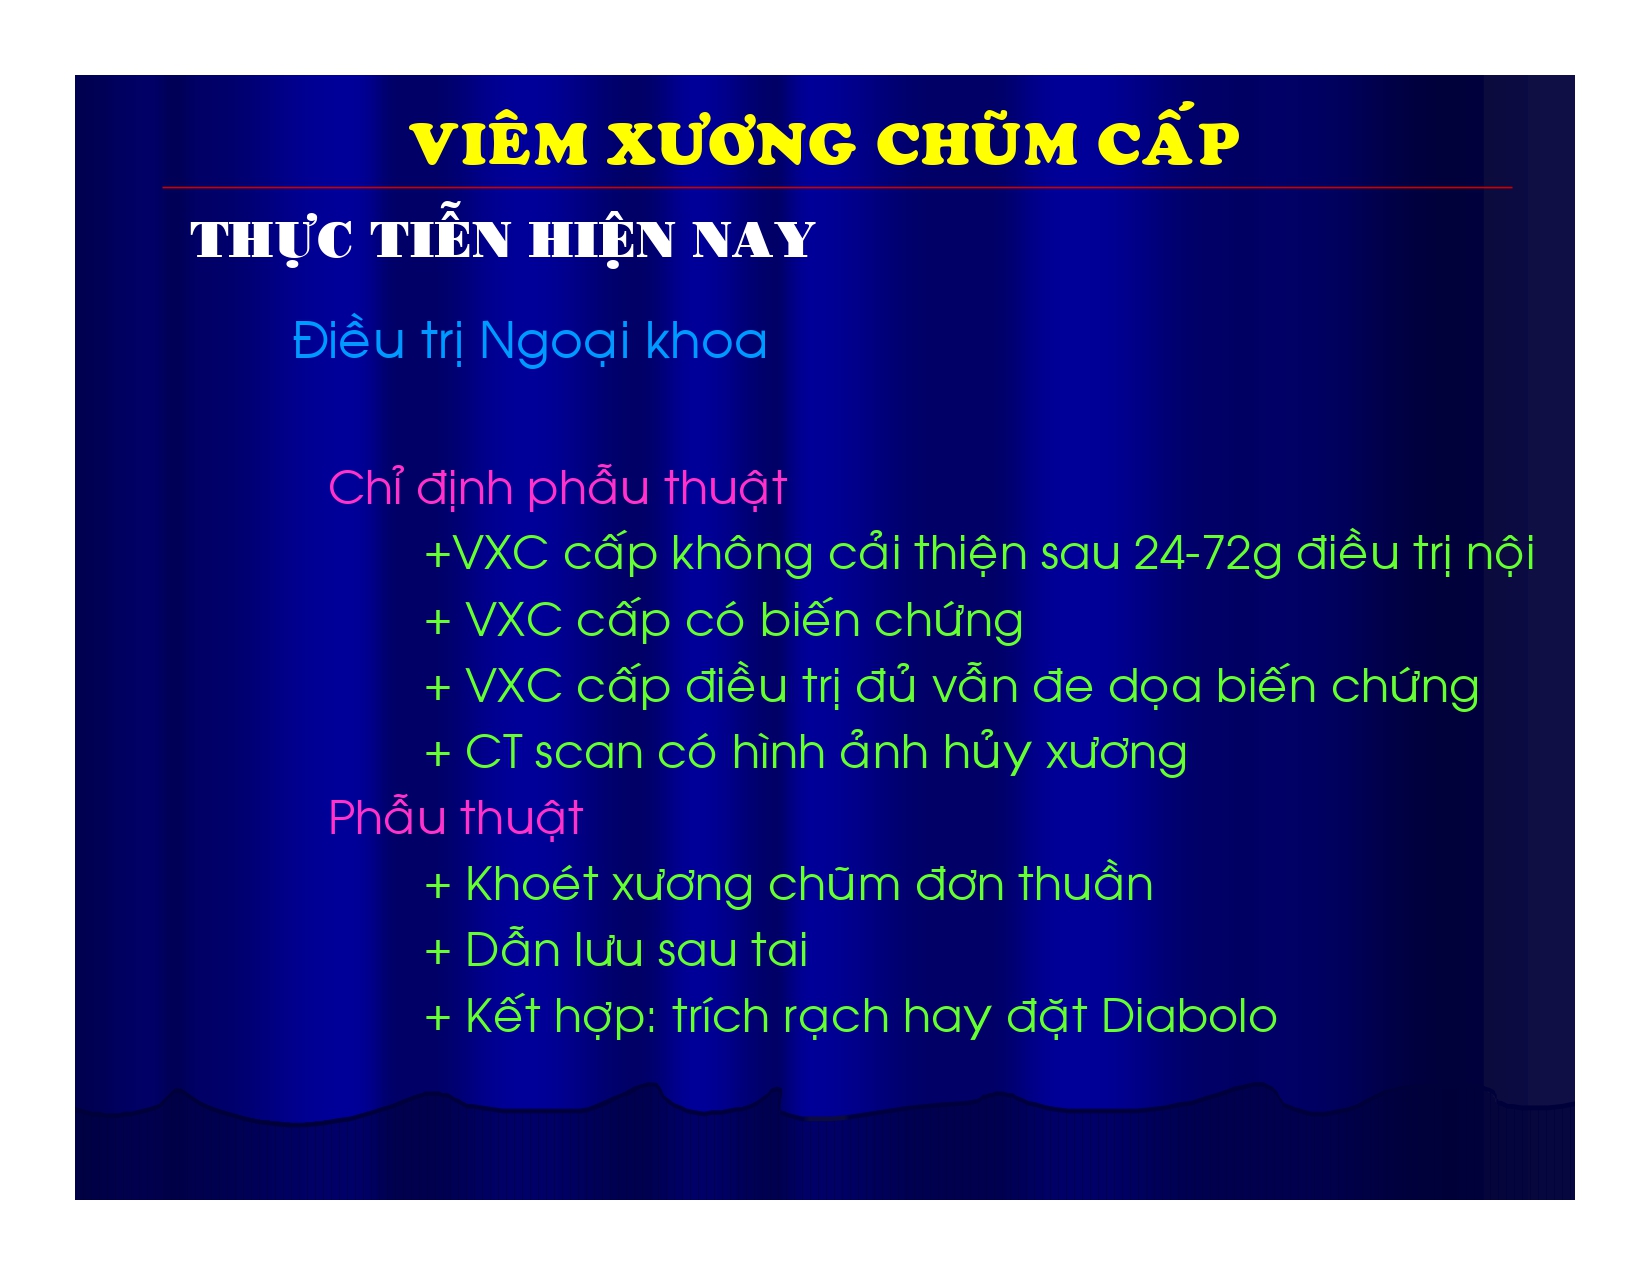 VIÊM XƯƠNG CHŨM CẤP
THỰC TIỄN HIỆN NAY
Điều trị Ngoại khoa
Chỉ định phẫu thuật
+VXC cấp không cải thiện sau 24-72g điều trị nội
+ VXC cấp có biến chứng
+ VXC cấp điều trị đủ vẫn đe dọa biến chứng
+ CT scan có hình ảnh hủy xương
Phẫu thuật
+ Khoét xương chũm đơn thuần
+ Dẫn lưu sau tai
+ Kết hợp: trích rạch hay đặt Diabolo